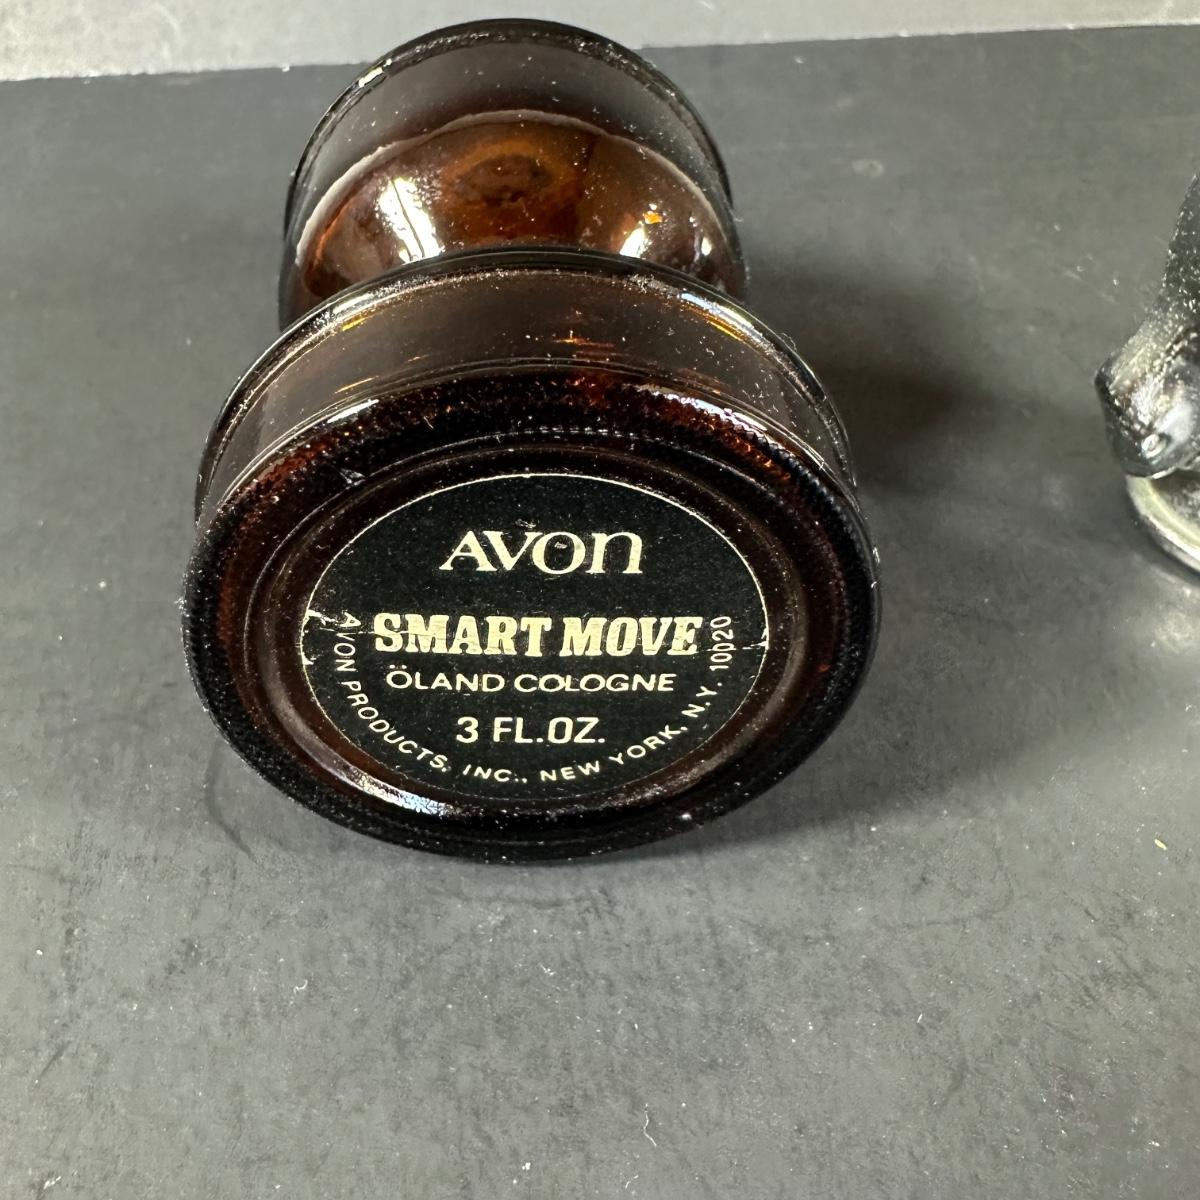 AVON
SMART MOVE
ÖLAND COLOGNE
3 FL.OZ.
AVON PRODUCTS, INC., NEW YORK, N.Y. 10020